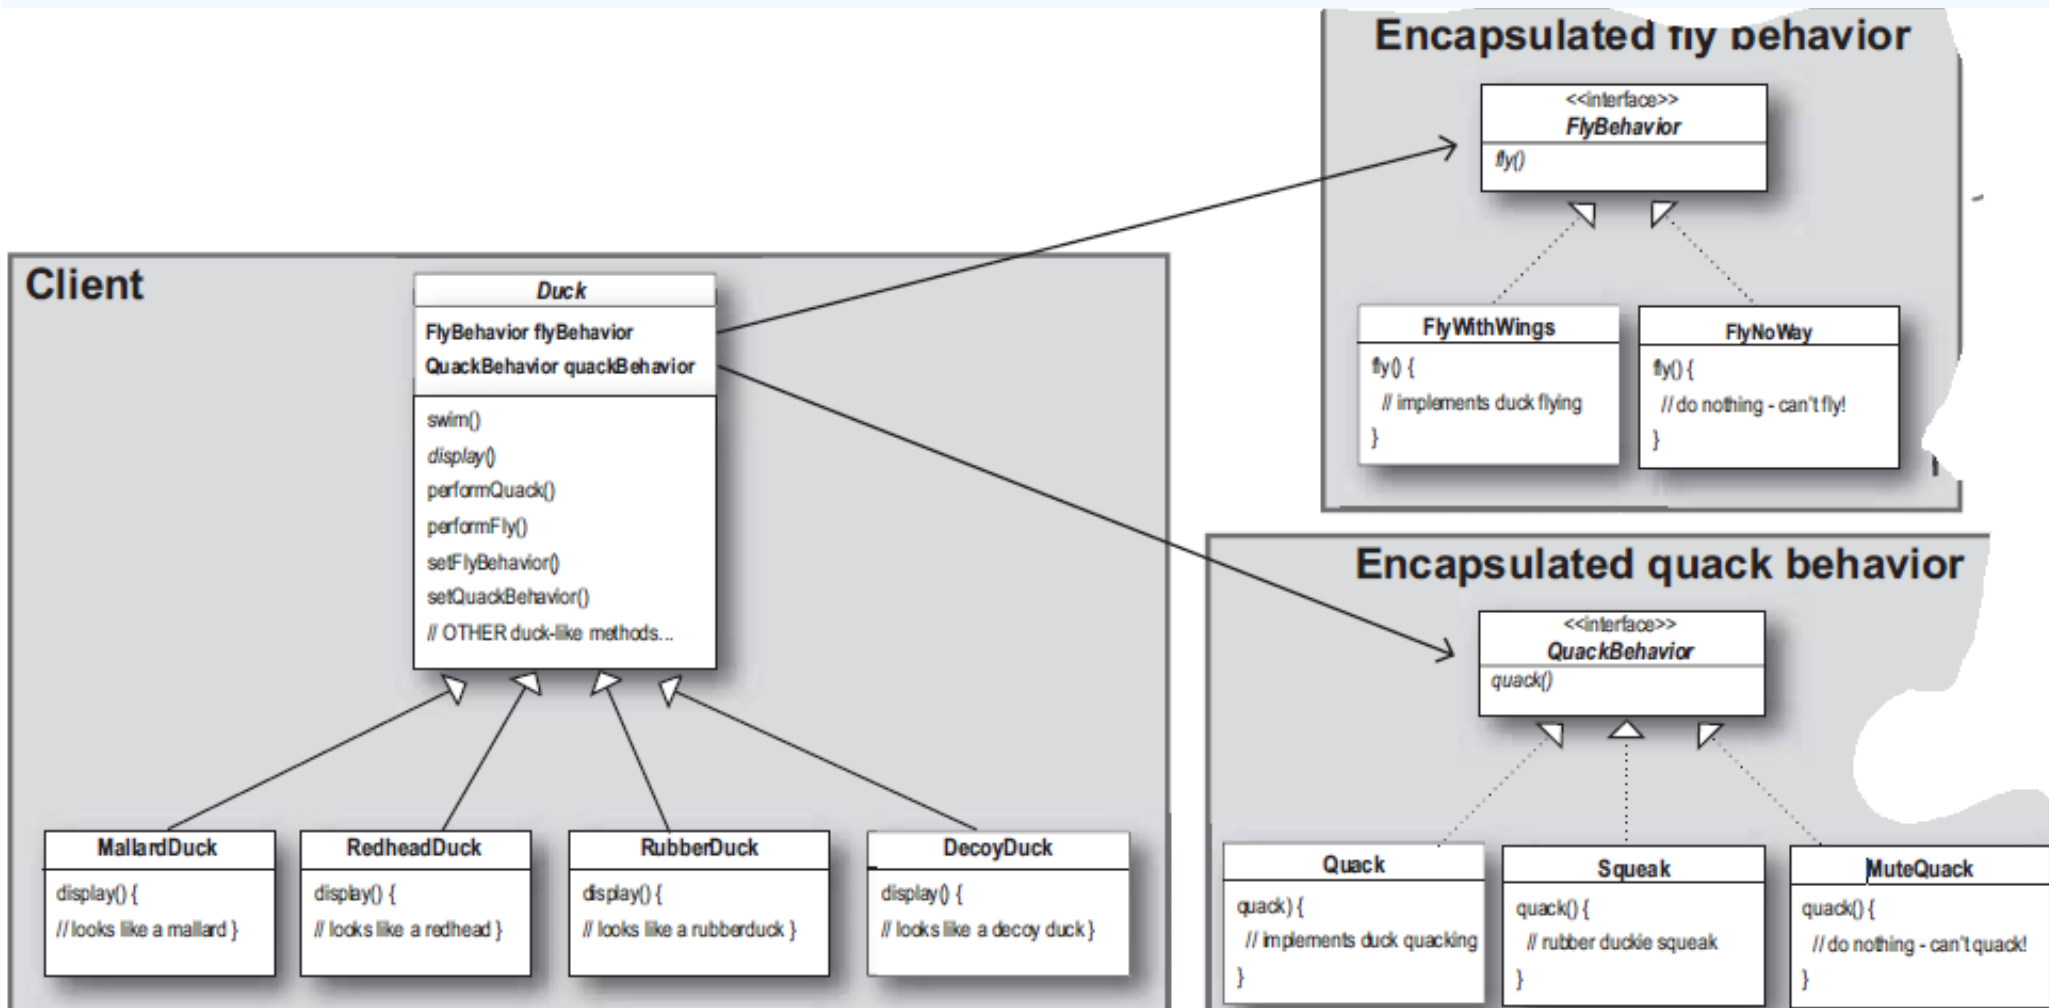 Encapsulated fly behavior
<<interface>>
FlyBehavior
fly()
FlyWithWings
fly() {
// implements duck flying
}
FlyNoWay
fly() {
// do nothing - can't fly!
}
Client
Duck
FlyBehavior flyBehavior
QuackBehavior quackBehavior
swim()
display()
performQuack()
performFly()
setFlyBehavior()
setQuackBehavior()
// OTHER duck-like methods...
MallardDuck
display() {
// looks like a mallard }
RedheadDuck
display() {
// looks like a redhead }
RubberDuck
display() {
// looks like a rubberduck }
DecoyDuck
display() {
// looks like a decoy duck }
Encapsulated quack behavior
<<interface>>
QuackBehavior
quack()
Quack
quack) {
// implements duck quacking
}
Squeak
quack() {
// rubber duckie squeak
}
MuteQuack
quack() {
// do nothing - can't quack!
}